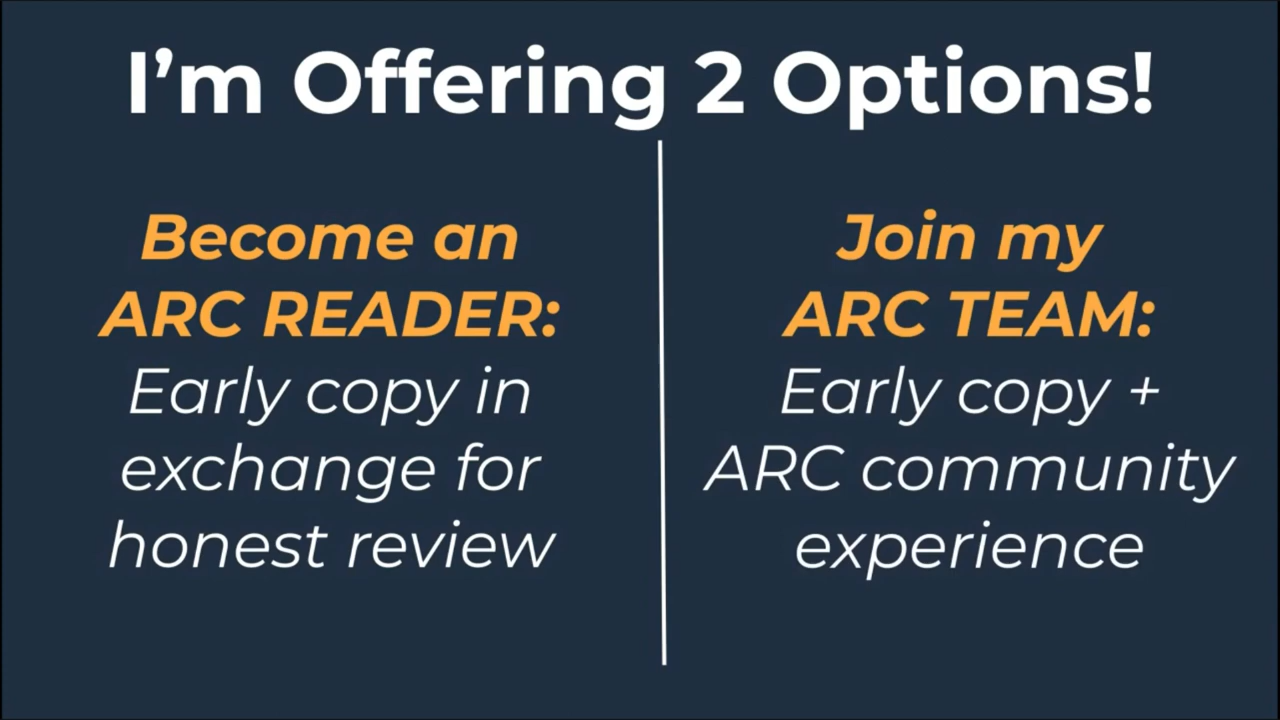 I’m Offering 2 Options!
Become an
ARC READER:
Early copy in
exchange for
honest review
Join my
ARC TEAM:
Early copy +
ARC community
experience